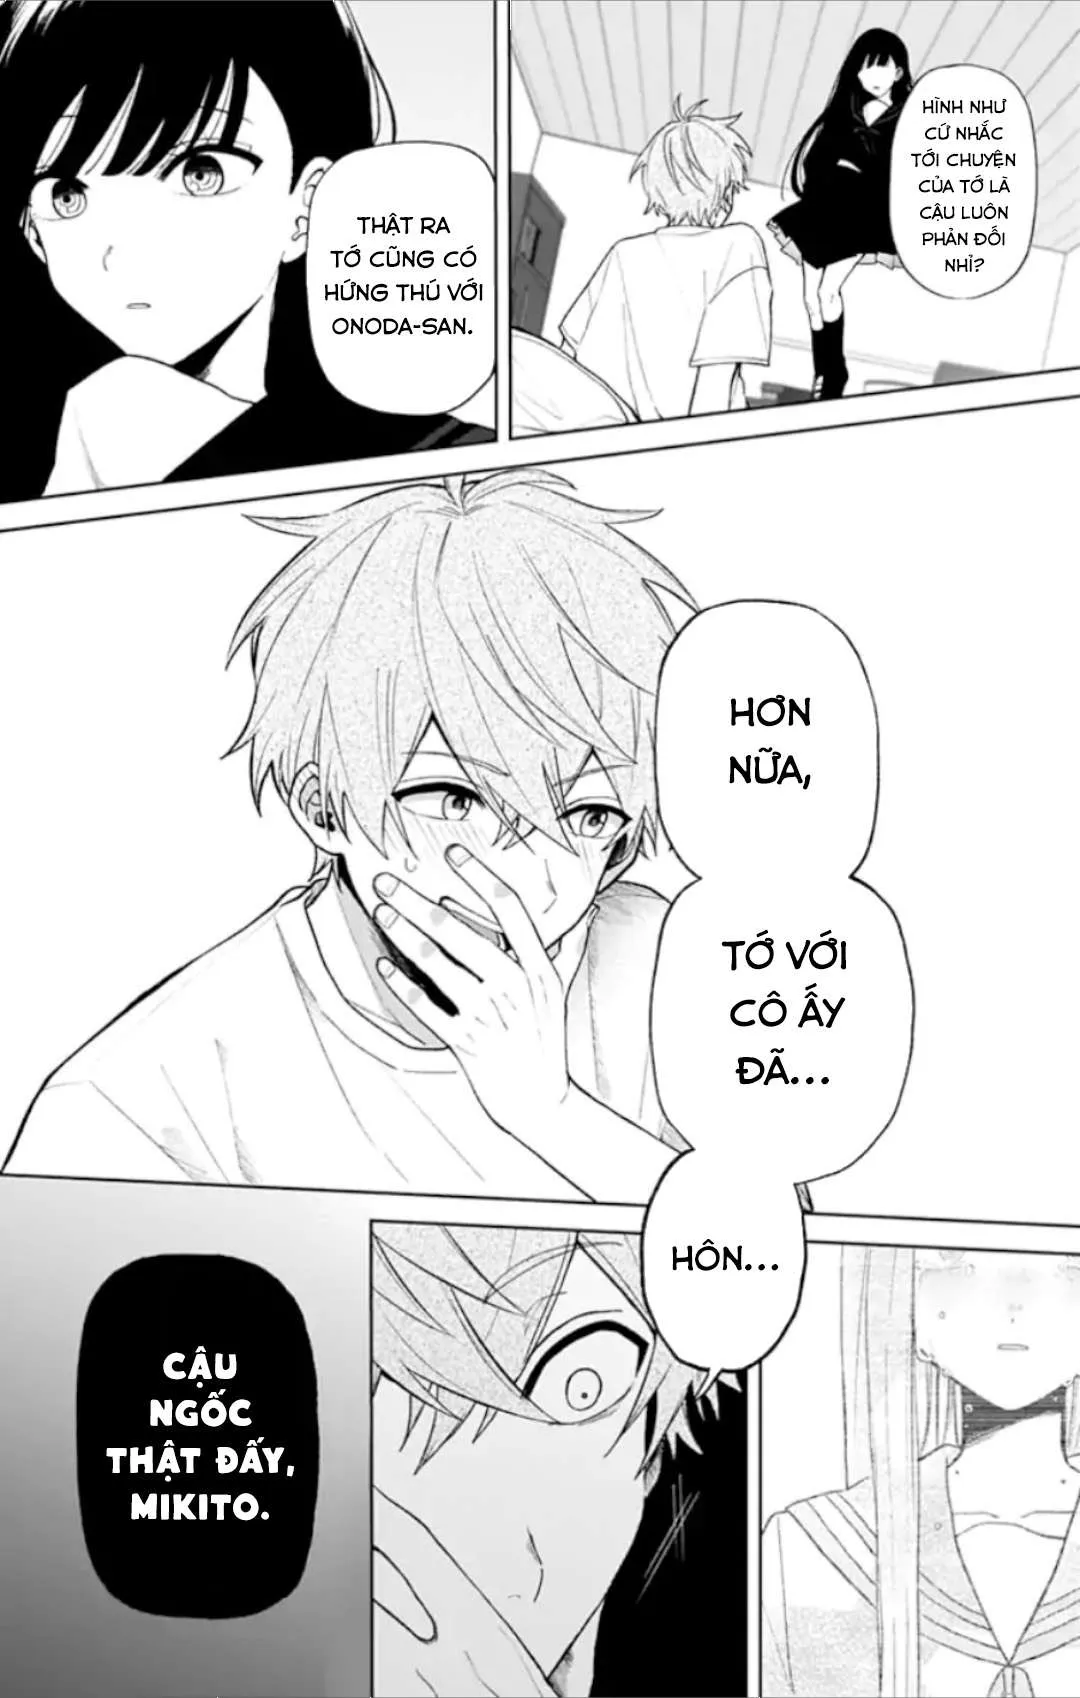 HÌNH NHƯ
CỨ NHẮC
TỚI CHUYỆN
CỦA TỚ LÀ
CẬU LUÔN
PHẢN ĐỐI
NHỈ?
THẬT RA
TỚ CŨNG CÓ
HỨNG THÚ VỚI
ONODA-SAN.
HƠN
NỮA,
TỚ VỚI
CÔ ẤY
ĐÃ...
HÔN...
CẬU
NGỐC
THẬT ĐẤY,
MIKITO.